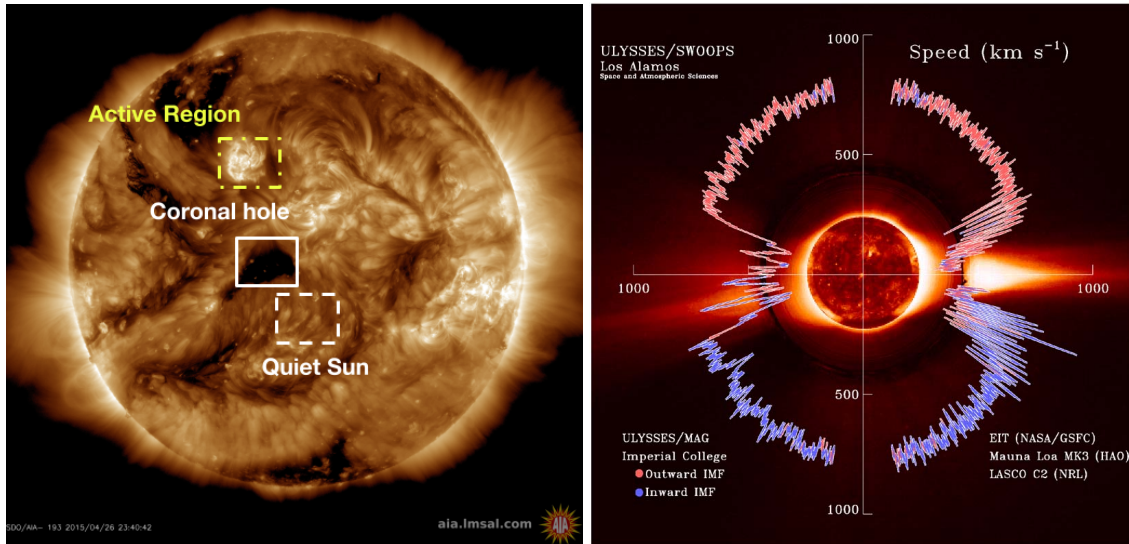 Active Region
Coronal hole
Quiet Sun
SDO/AIA- 193 2015/04/26 23:40:42
aia.lmsal.com
AIA
ULYSSES/SWOOPS
Los Alamos
Space and Atmospheric Sciences
1000
Speed (km s⁻¹)
500
1000
1000
500
ULYSSES/MAG
Imperial College
Outward IMF
Inward IMF
EIT (NASA/GSFC)
Mauna Loa MK3 (HAO)
LASCO C2 (NRL)
1000